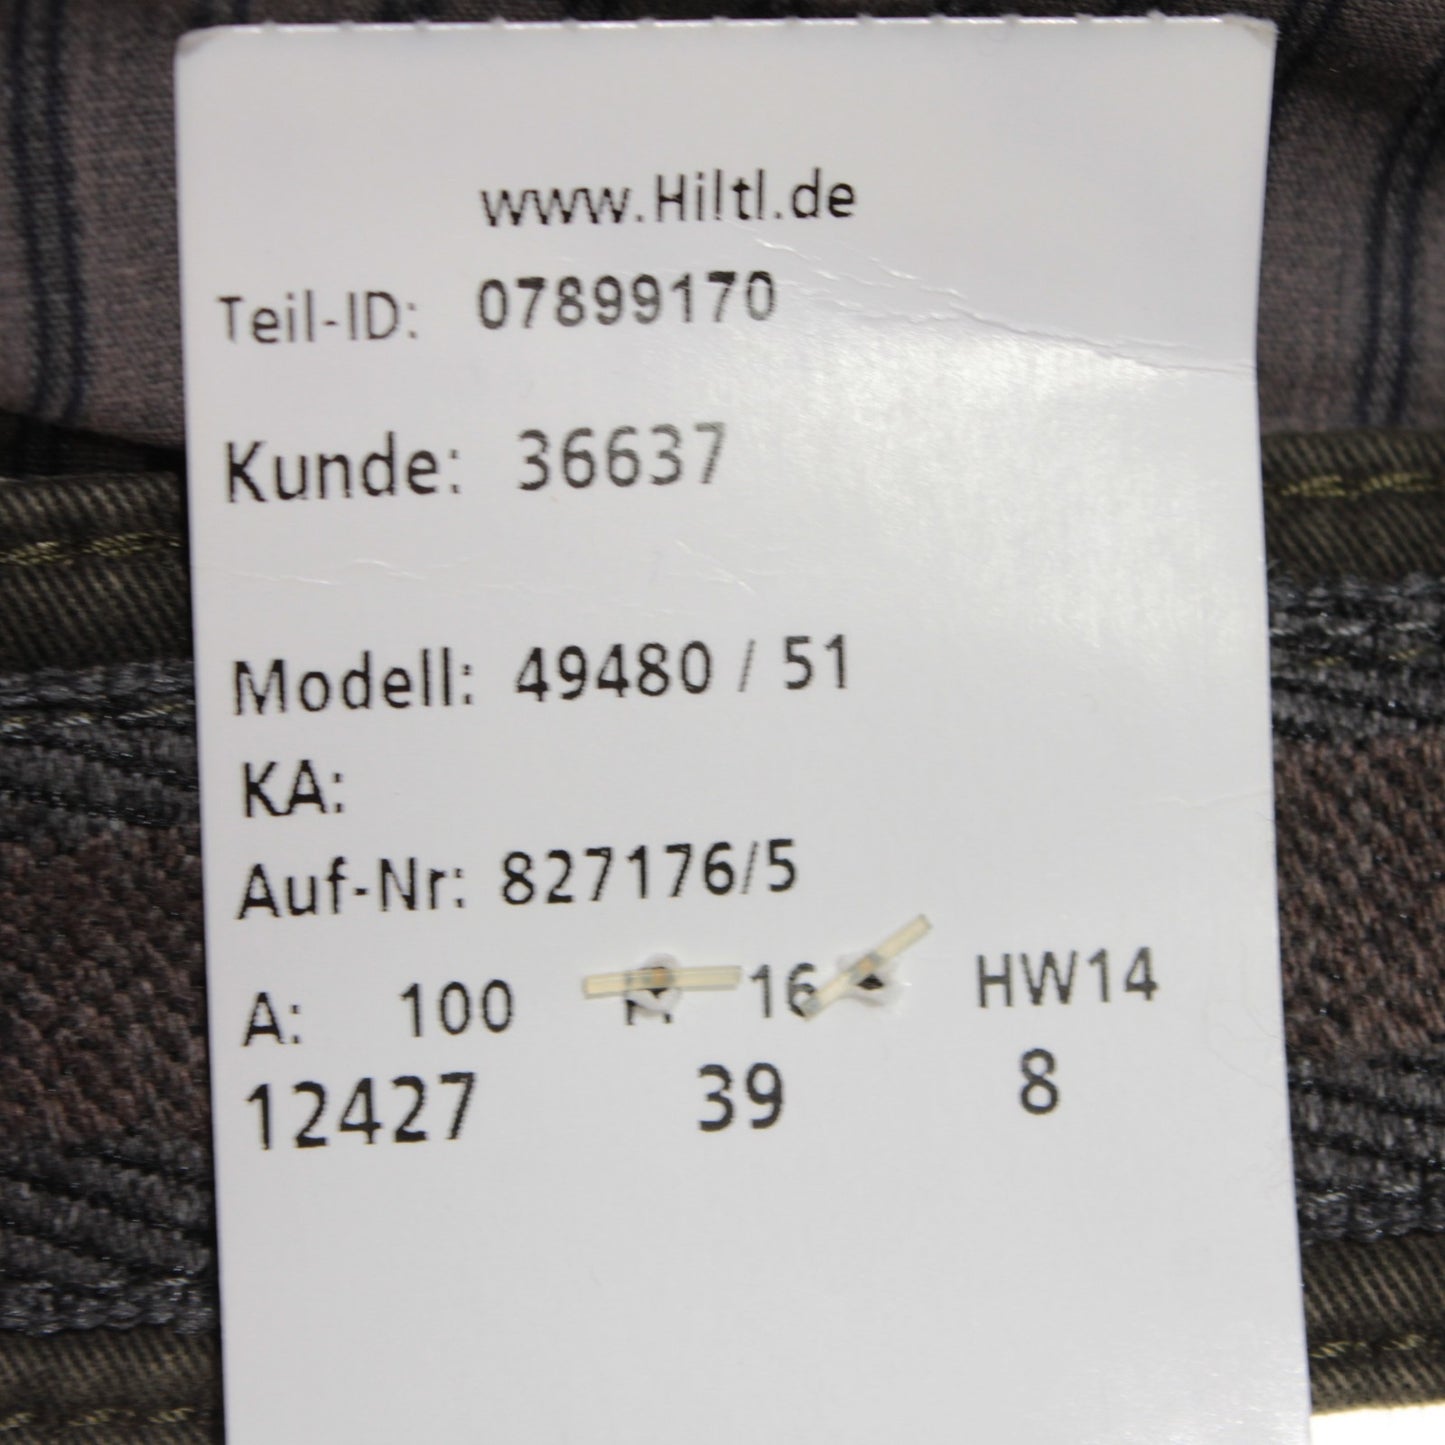 www.Hiltl.de
Teil-ID: 07899170
Kunde: 36637
Modell: 49480 / 51
KA:
Auf-Nr: 827176/5
A: 100 16 HW14
12427 39 8